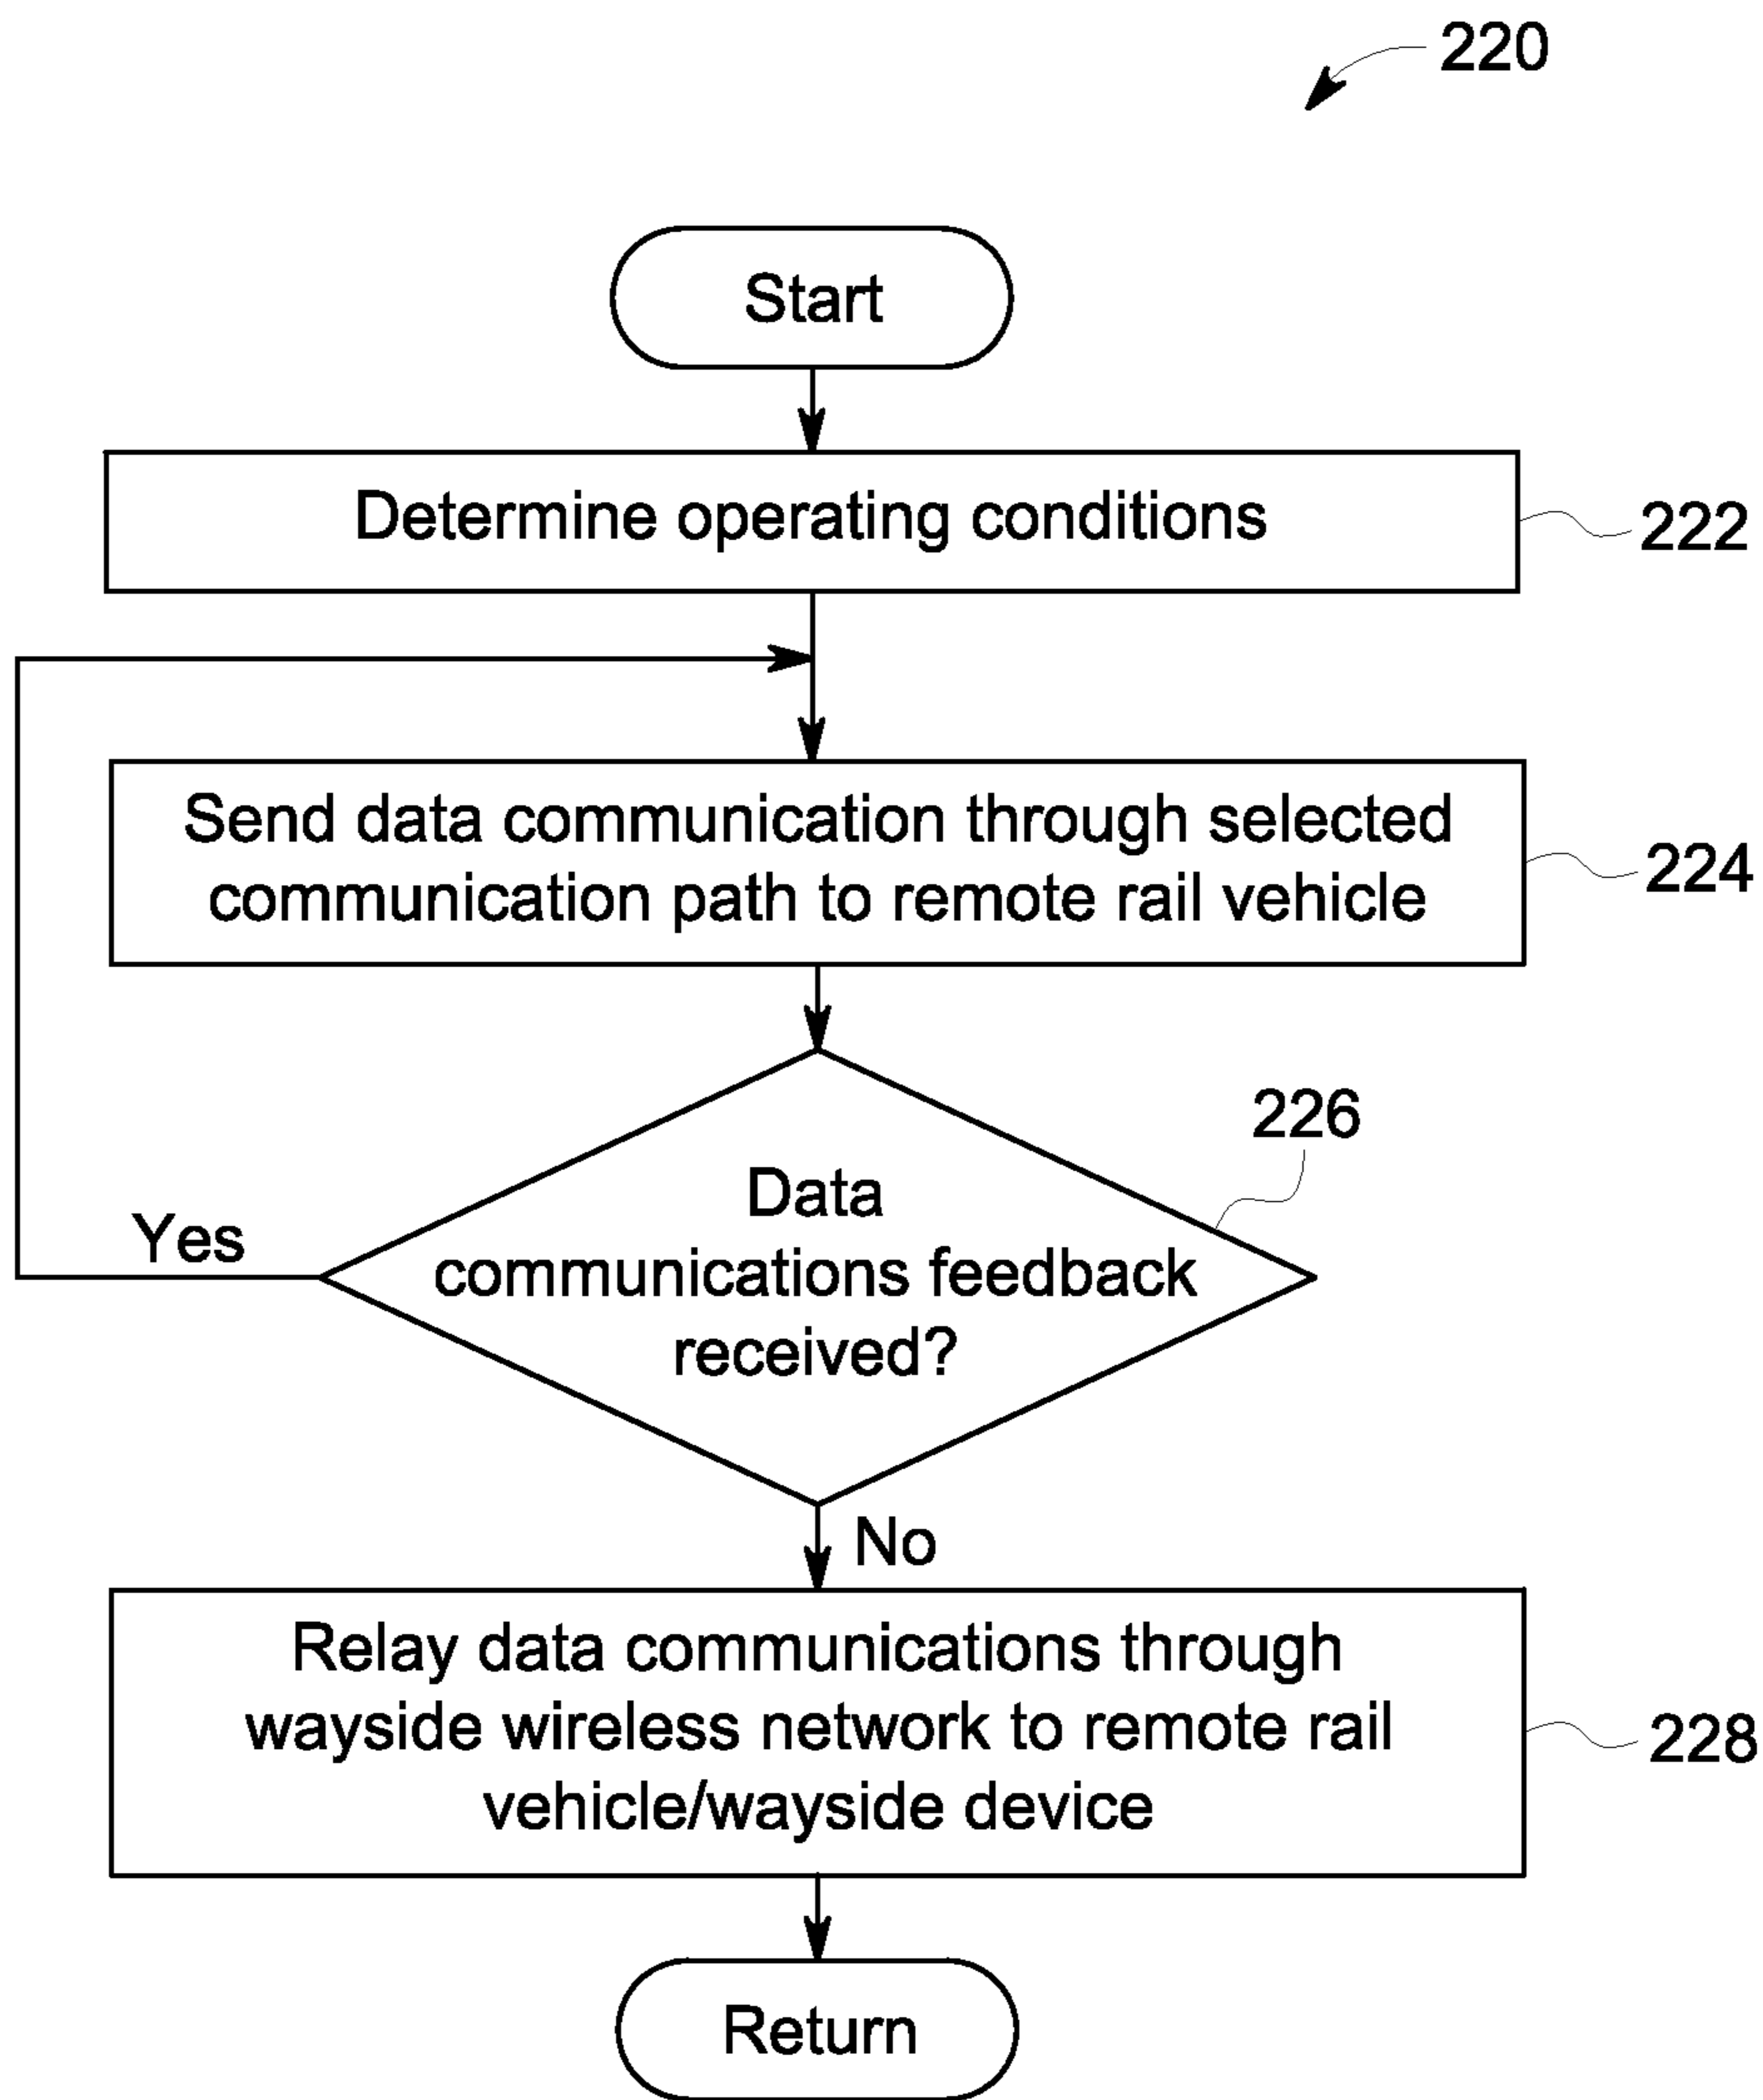 220
Start
Determine operating conditions
222
Send data communication through selected
communication path to remote rail vehicle
224
226
Data
communications feedback
received?
Yes
No
Relay data communications through
wayside wireless network to remote rail
vehicle/wayside device
228
Return